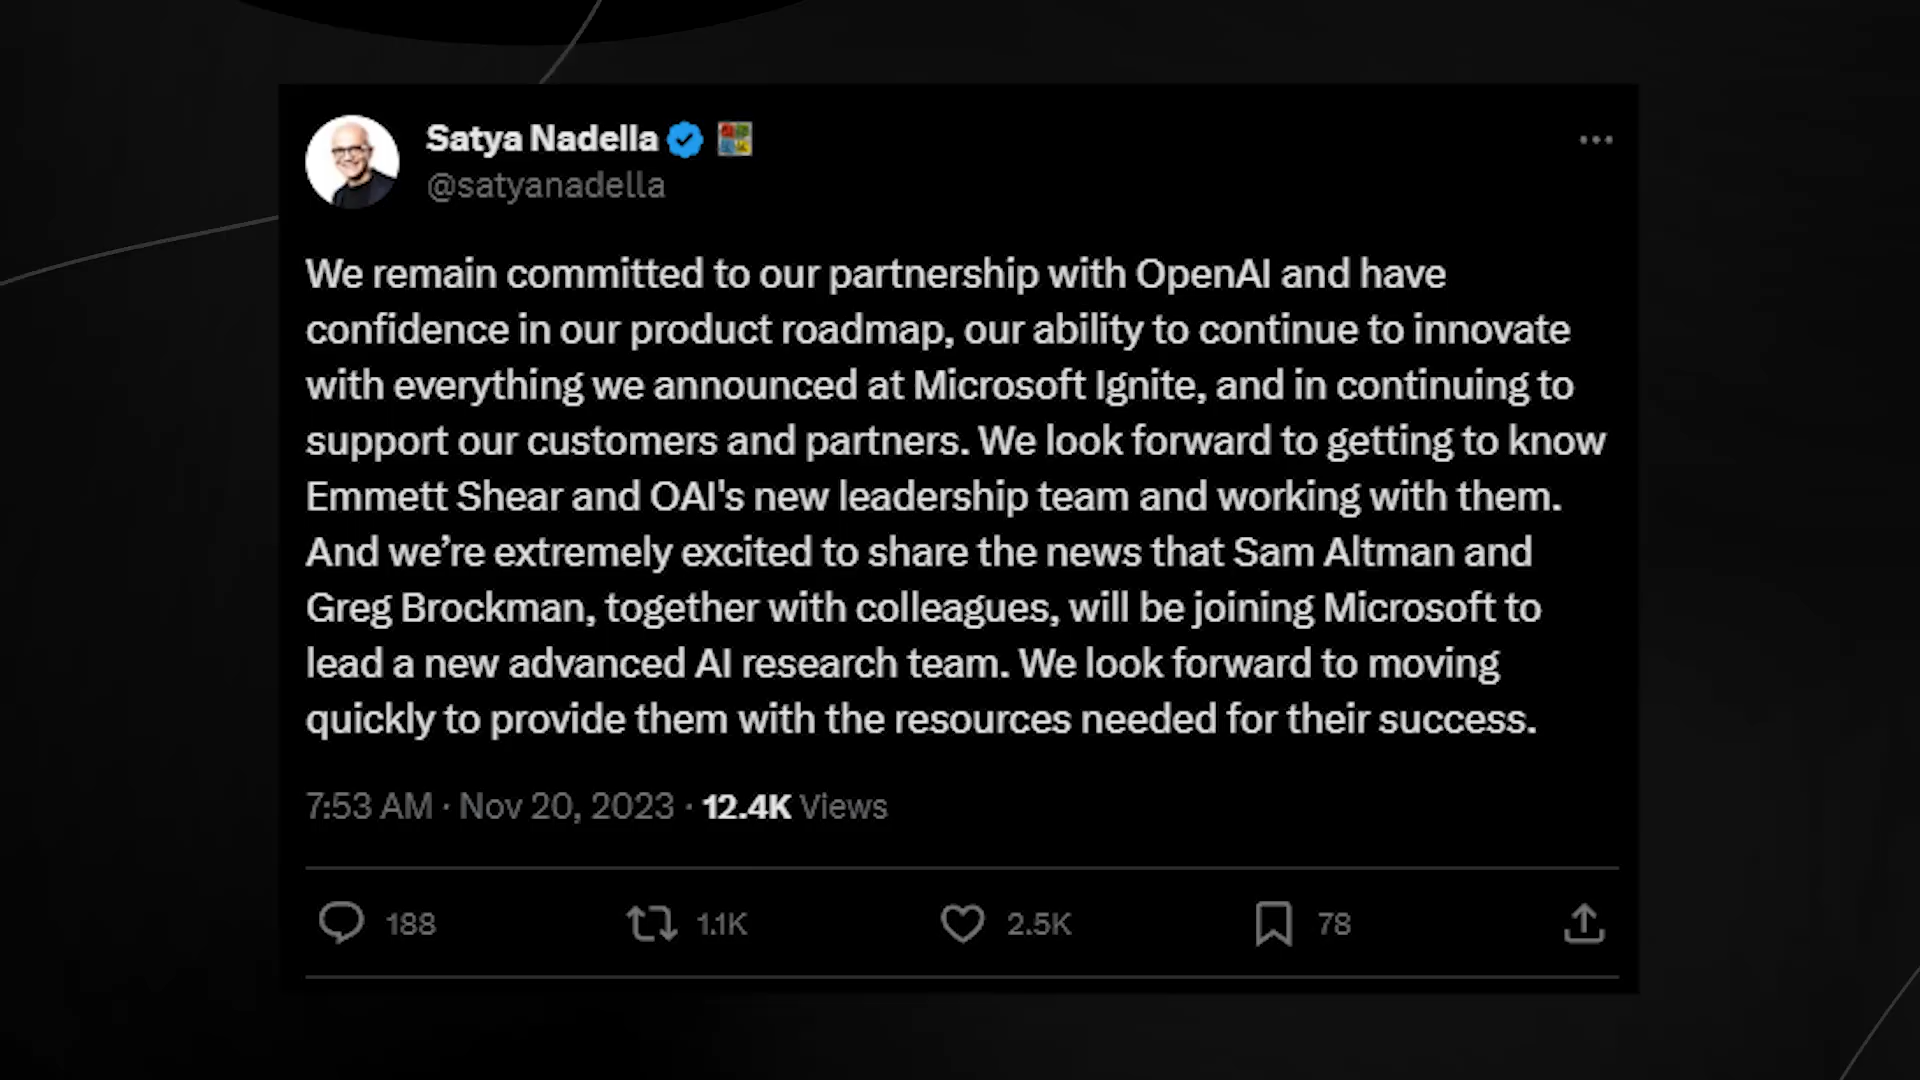 Satya Nadella
@satyanadella
We remain committed to our partnership with OpenAI and have
confidence in our product roadmap, our ability to continue to innovate
with everything we announced at Microsoft Ignite, and in continuing to
support our customers and partners. We look forward to getting to know
Emmett Shear and OAI's new leadership team and working with them.
And we’re extremely excited to share the news that Sam Altman and
Greg Brockman, together with colleagues, will be joining Microsoft to
lead a new advanced AI research team. We look forward to moving
quickly to provide them with the resources needed for their success.
7:53 AM · Nov 20, 2023 · 12.4K Views
188 1.1K 2.5K 78